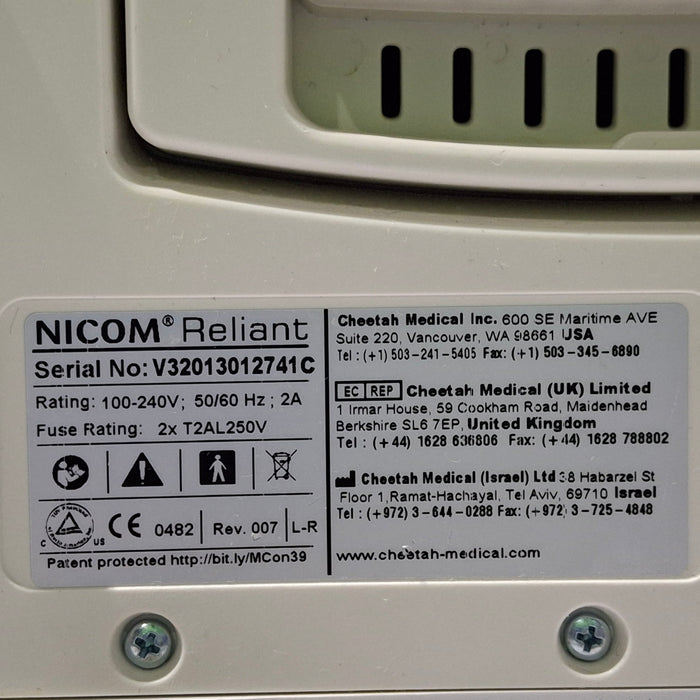 NICOM® Reliant
Serial No: V32013012741C
Rating: 100-240V; 50/60 Hz; 2A
Fuse Rating: 2x T2AL250V
C US CE 0482 Rev. 007 L-R
Patent protected http://bit.ly/MCon39
Cheetah Medical Inc. 600 SE Maritime AVE
Suite 220, Vancouver, WA 98661 USA
Tel : (+1) 503-241-5405 Fax: (+1) 503-345-6890
EC REP Cheetah Medical (UK) Limited
1 Irmar House, 59 Cookham Road, Maidenhead
Berkshire SL6 7EP, United Kingdom
Tel : (+44) 1628 636806 Fax: (+44) 1628 788802
Cheetah Medical (Israel) Ltd 38 Habarzel St
Floor 1,Ramat-Hachayal, Tel Aviv, 69710 Israel
Tel : (+972) 3-644-0288 Fax: (+972) 3-725-4848
www.cheetah-medical.com